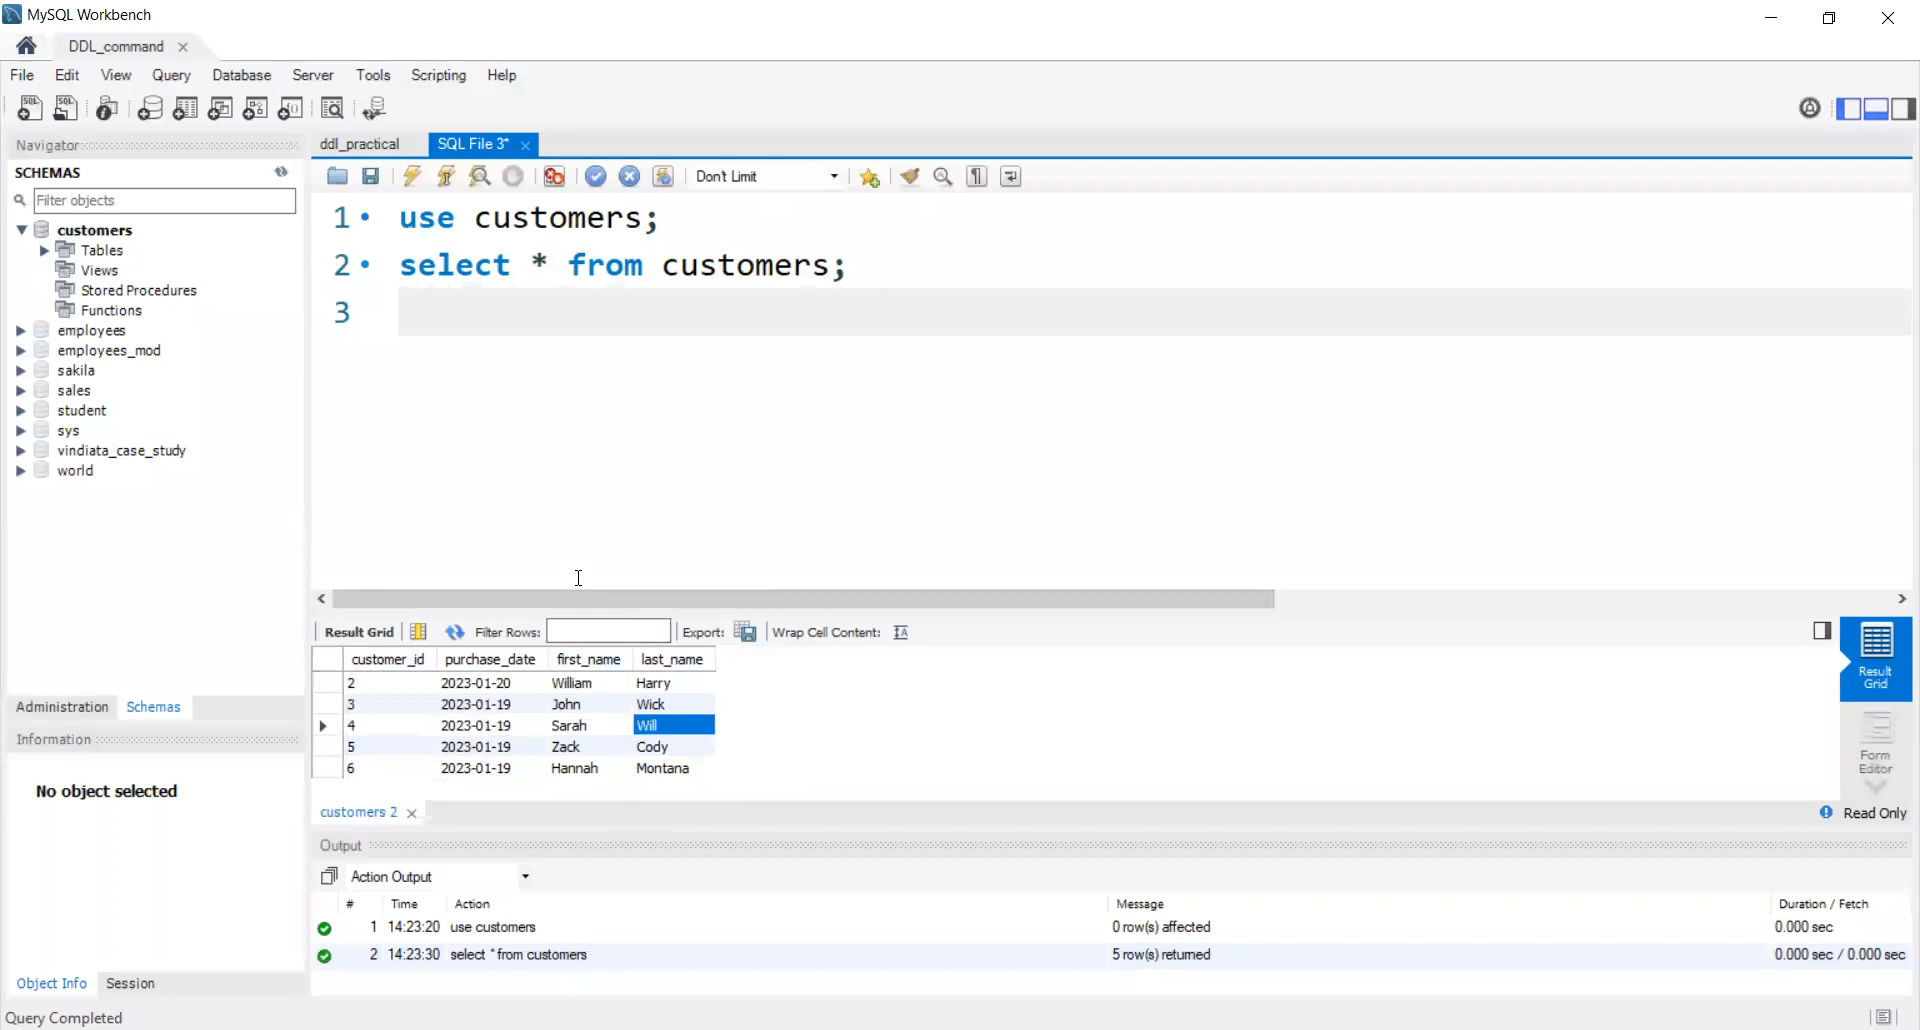 MySQL Workbench
DDL_command
File Edit View Query Database Server Tools Scripting Help
Navigator
SCHEMAS
Filter objects
customers
Tables
Views
Stored Procedures
Functions
employees
employees_mod
sakila
sales
student
sys
vindiata_case_study
world
Administration Schemas
Information
No object selected
Object Info Session
ddl_practical SQL File 3*
Don't Limit
1 use customers;
2 select * from customers;
3
Result Grid Filter Rows: Export: Wrap Cell Content:
customer_id purchase_date first_name last_name
2 2023-01-20 William Harry
3 2023-01-19 John Wick
4 2023-01-19 Sarah Will
5 2023-01-19 Zack Cody
6 2023-01-19 Hannah Montana
Result
Grid
Form
Editor
customers 2
Read Only
Output
Action Output
# Time Action Message Duration / Fetch
1 14:23:20 use customers 0 row(s) affected 0.000 sec
2 14:23:30 select * from customers 5 row(s) returned 0.000 sec / 0.000 sec
Query Completed